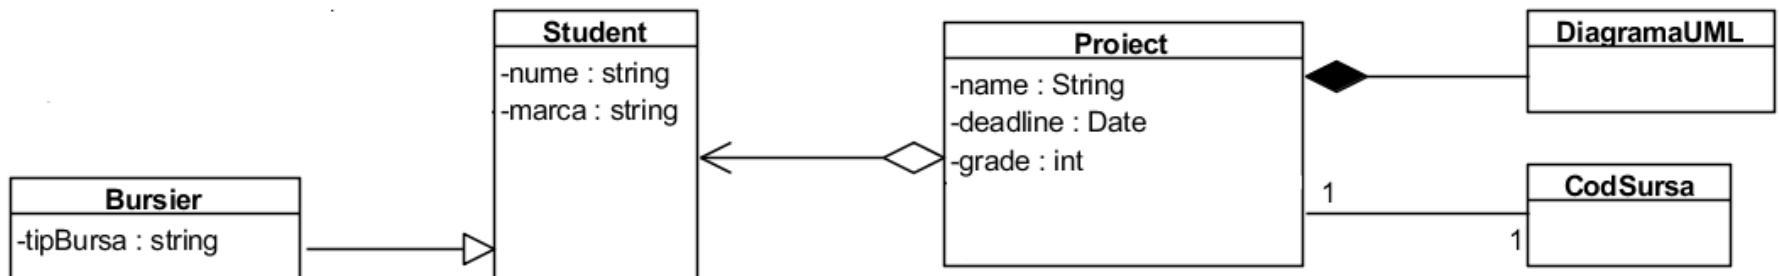 Student
-nume : string
-marca : string
Bursier
-tipBursa : string
Proiect
-name : String
-deadline : Date
-grade : int
DiagramaUML
1
1
CodSursa